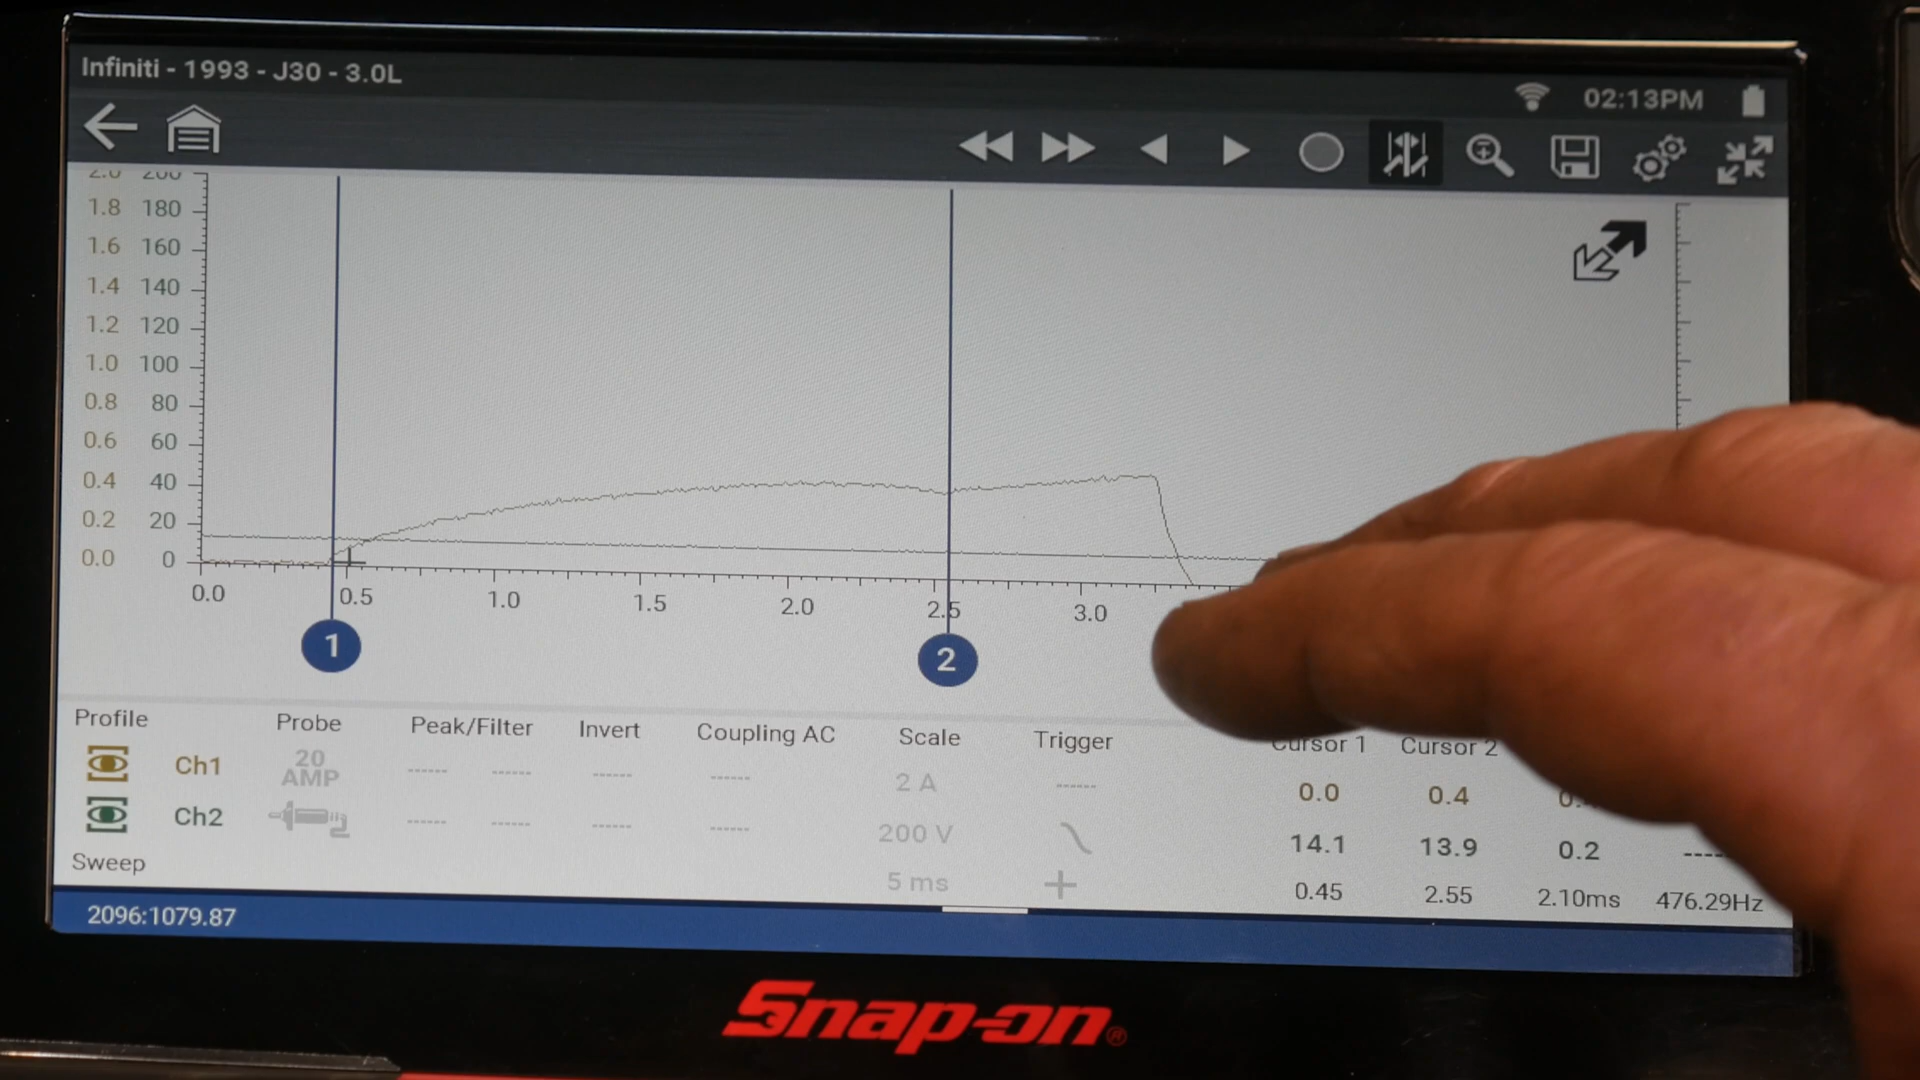 Infiniti - 1993 - J30 - 3.0L
02:13PM
2.0 200
1.8 180
1.6 160
1.4 140
1.2 120
1.0 100
0.8 80
0.6 60
0.4 40
0.2 20
0.0 0
0.0 0.5 1.0 1.5 2.0 2.5 3.0
1 2
Profile Probe Peak/Filter Invert Coupling AC Scale Trigger Cursor 1 Cursor 2
Ch1 20 AMP ------ ------ ------ ------ 2 A ------ 0.0 0.4
Ch2 ------ ------ ------ ------ 200 V 14.1 13.9 0.2
Sweep 5 ms 0.45 2.55 2.10ms 476.29Hz
2096:1079.87
Snap-on®